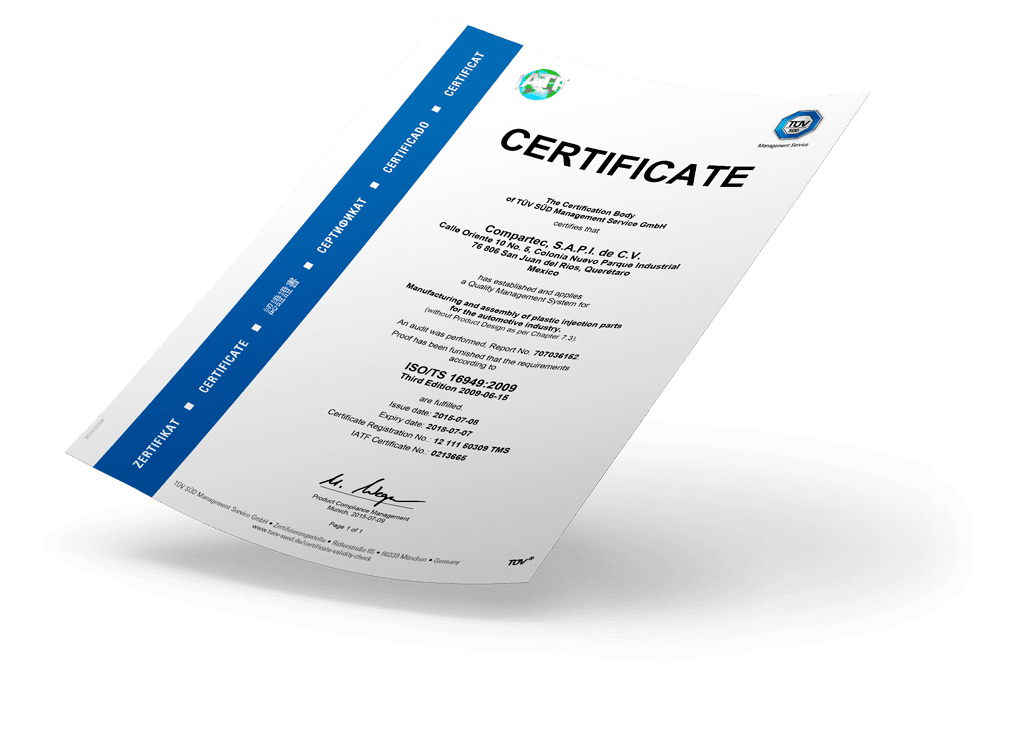 ZERTIFIKAT ■ CERTIFICATE ■ 認證證書 ■ СЕРТИФИКАТ ■ CERTIFICADO ■ CERTIFICAT
TÜV
SÜD
Management Service
CERTIFICATE
The Certification Body
of TÜV SÜD Management Service GmbH
certifies that
Compartec, S.A.P.I. de C.V.
Calle Oriente 10 No. 5, Colonia Nuevo Parque Industrial
76 806 San Juan del Rios, Querétaro
Mexico
has established and applies
a Quality Management System for
Manufacturing and assembly of plastic injection parts
for the automotive industry.
(without Product Design as per Chapter 7.3).
An audit was performed, Report No. 707036152
Proof has been furnished that the requirements
according to
ISO/TS 16949:2009
Third Edition 2009-06-15
are fulfilled.
Issue date: 2015-07-08
Expiry date: 2018-07-07
Certificate Registration No.: 12 111 50309 TMS
IATF Certificate No.: 0213665
Product Compliance Management
Munich, 2015-07-09
Page 1 of 1
TÜV SÜD Management Service GmbH • Zertifizierungsstelle • Ridlerstraße 65 • 80339 München • Germany
www.tuev-sued.de/certificate-validity-check
TÜV®